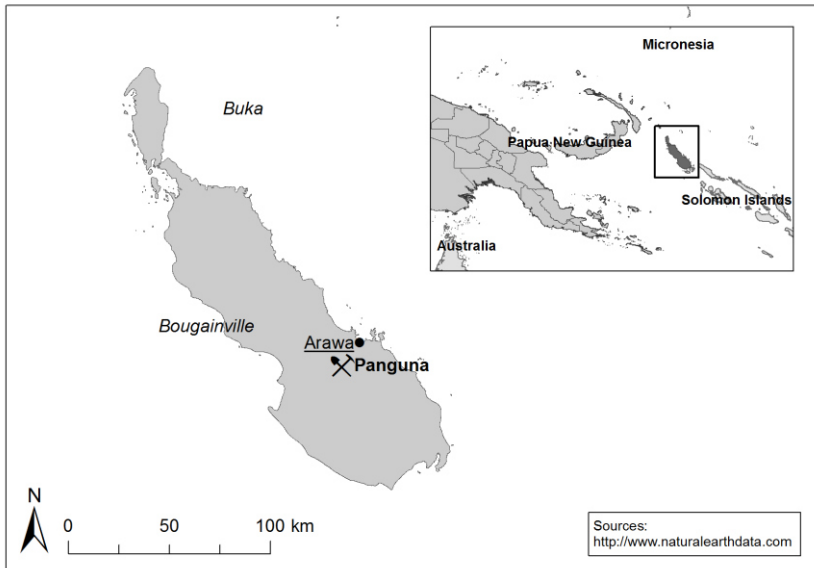 Micronesia
Buka
Papua New Guinea
Solomon Islands
Australia
Bougainville
Arawa
Panguna
N
0 50 100 km
Sources:
http://www.naturalearthdata.com